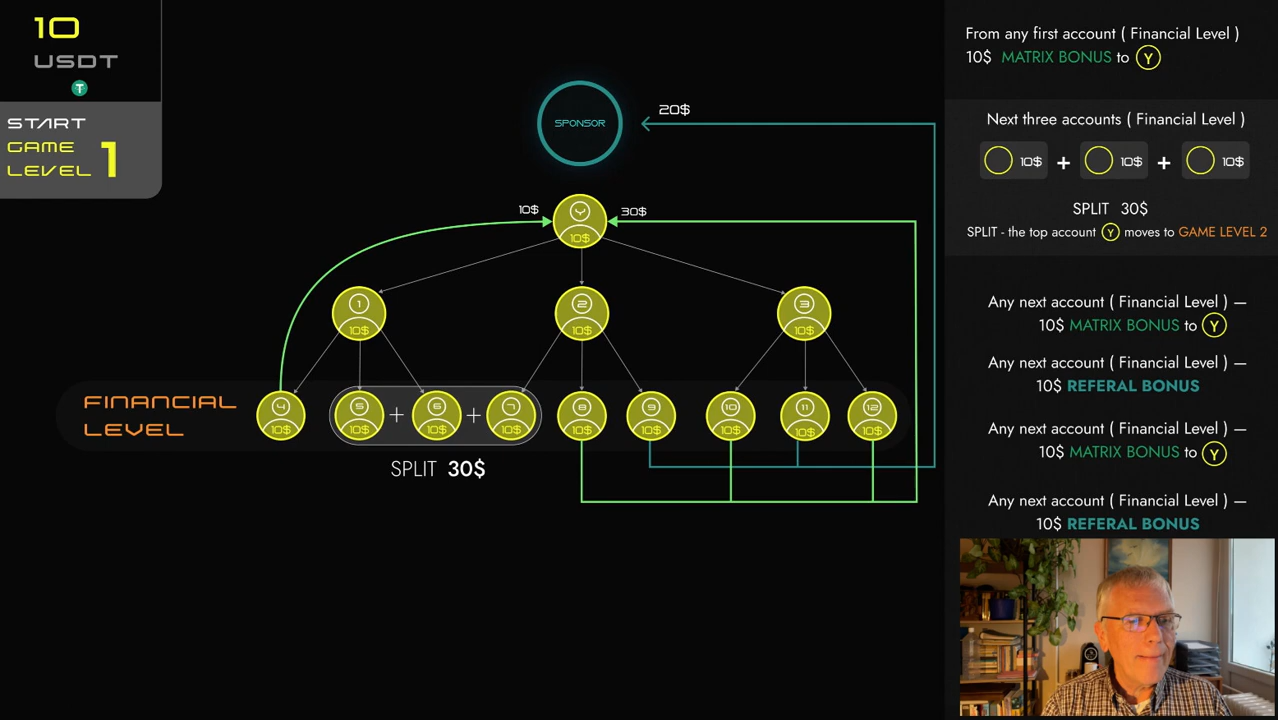 10
USDT
START
GAME
LEVEL 1
SPONSOR
20$
10$
30$
Y
10$
1
10$
2
10$
3
10$
FINANCIAL
LEVEL
4
10$
5
10$
+
6
10$
+
7
10$
8
10$
9
10$
10
10$
11
10$
12
10$
SPLIT 30$
From any first account ( Financial Level )
10$ MATRIX BONUS to Y
Next three accounts ( Financial Level )
10$ + 10$ + 10$
SPLIT 30$
SPLIT - the top account Y moves to GAME LEVEL 2
Any next account ( Financial Level ) —
10$ MATRIX BONUS to Y
Any next account ( Financial Level ) —
10$ REFERAL BONUS
Any next account ( Financial Level ) —
10$ MATRIX BONUS to Y
Any next account ( Financial Level ) —
10$ REFERAL BONUS